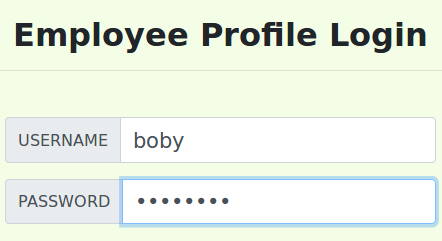 Employee Profile Login
USERNAME boby
PASSWORD ••••••••